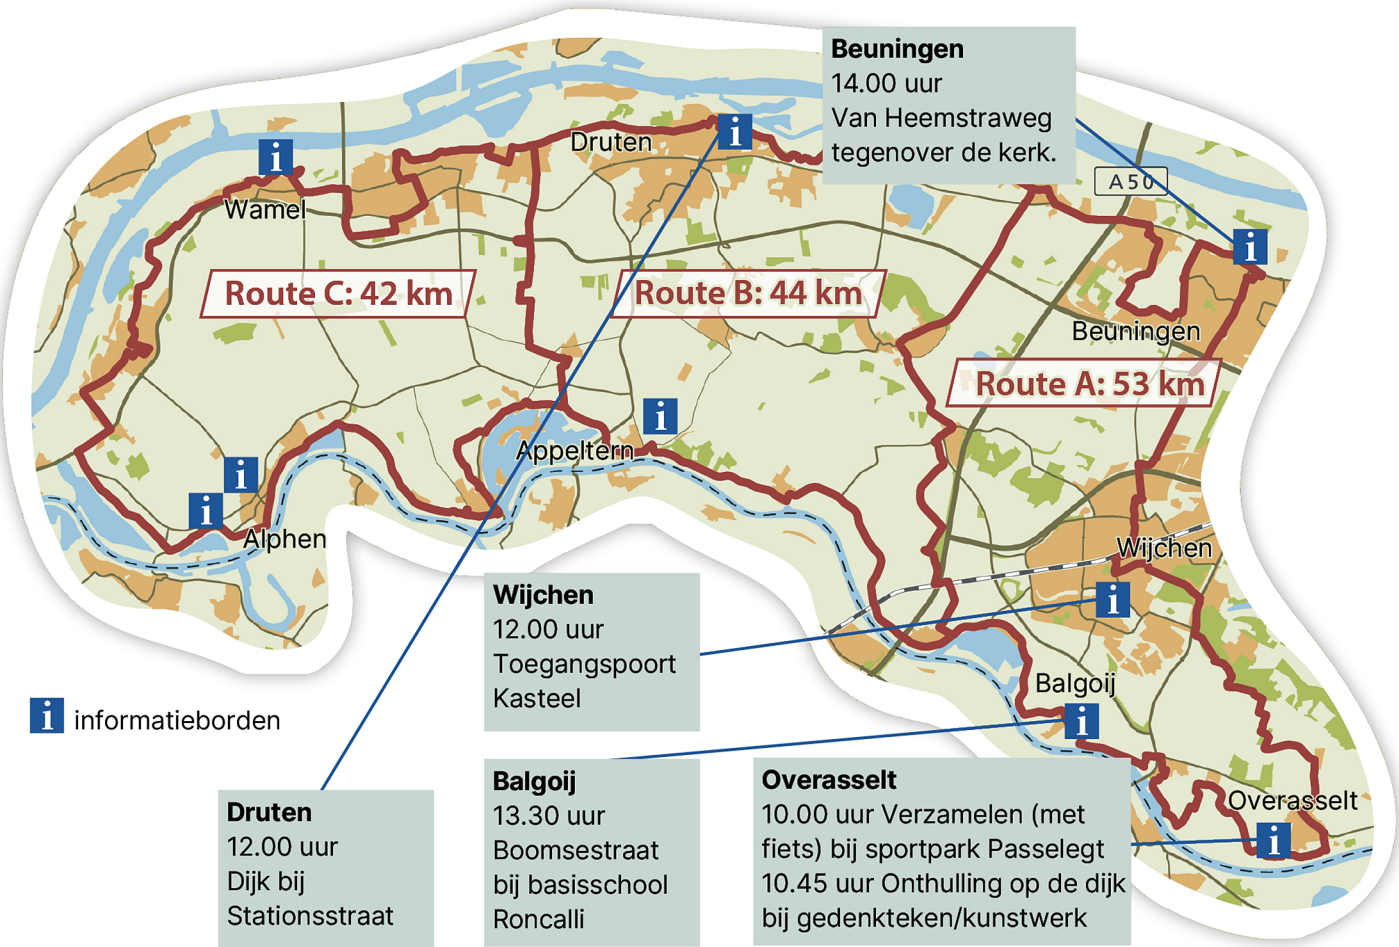 Beuningen
14.00 uur
Van Heemstraweg
tegenover de kerk.
Druten
A50
Wamel
Route C: 42 km
Route B: 44 km
Beuningen
Route A: 53 km
Appeltern
Alphen
Wijchen
Wijchen
12.00 uur
Toegangspoort
Kasteel
Balgoij
i informatieborden
Druten
12.00 uur
Dijk bij
Stationsstraat
Balgoij
13.30 uur
Boomsestraat
bij basisschool
Roncalli
Overasselt
10.00 uur Verzamelen (met
fiets) bij sportpark Passelegt
10.45 uur Onthulling op de dijk
bij gedenkteken/kunstwerk
Overasselt